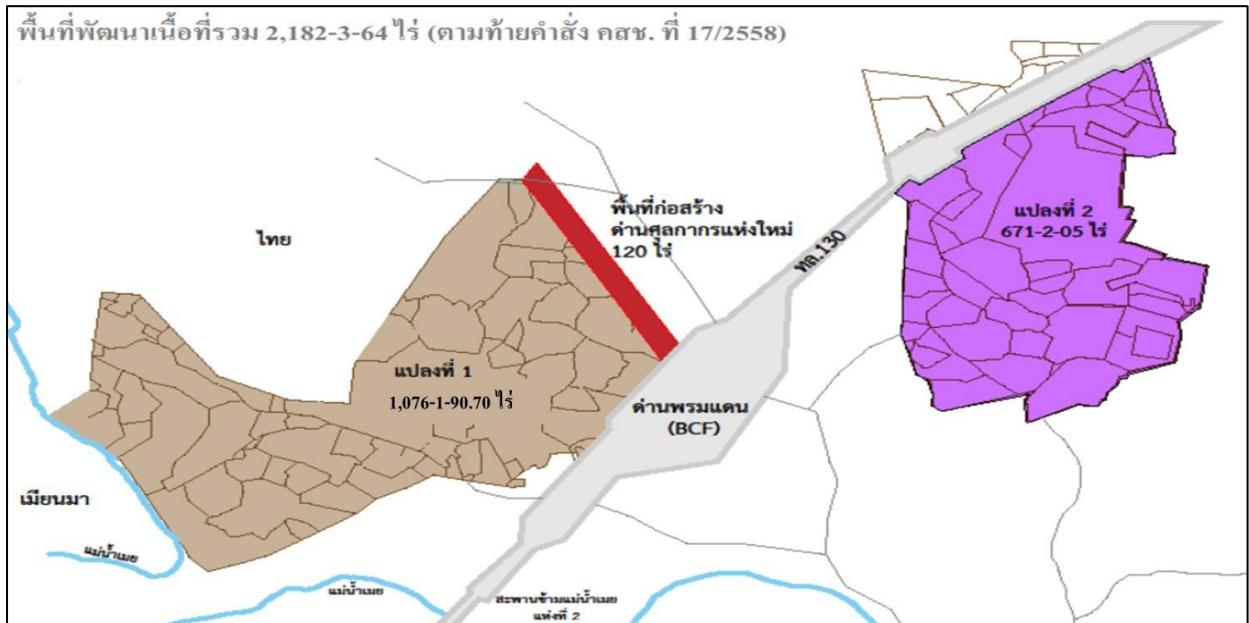 พื้นที่พัฒนาเนื้อที่รวม 2,182-3-64 ไร่ (ตามท้ายคำสั่ง คสช. ที่ 17/2558)
ไทย
พื้นที่ก่อสร้าง
ด่านศุลกากรแห่งใหม่
120 ไร่
ทล.130
แปลงที่ 2
671-2-05 ไร่
แปลงที่ 1
1,076-1-90.70 ไร่
ด่านพรมแดน
(BCF)
เมียนมา
แม่น้ำเมย
แม่น้ำเมย
สะพานข้ามแม่น้ำเมย
แห่งที่ 2